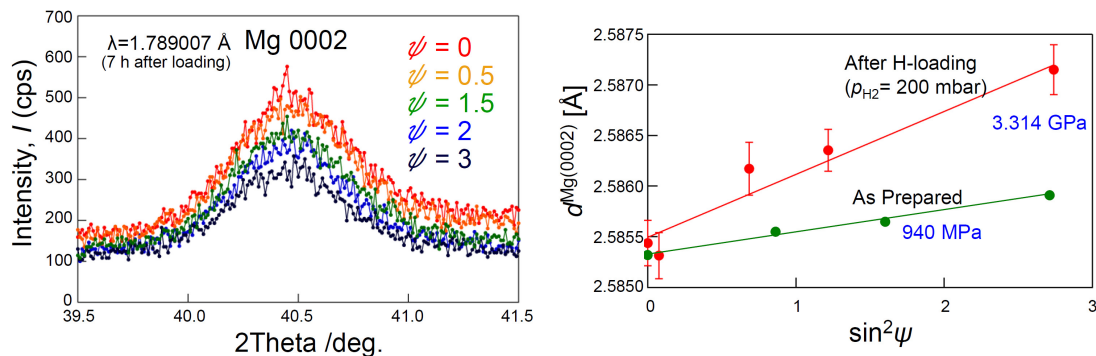 700
600
500
400
300
200
100
0
Intensity, I (cps)
λ=1.789007 Å
(7 h after loading)
Mg 0002
ψ = 0
ψ = 0.5
ψ = 1.5
ψ = 2
ψ = 3
39.5
40.0
40.5
41.0
41.5
2Theta /deg.
2.5875
2.5870
2.5865
2.5860
2.5855
2.5850
d^Mg(0002) [Å]
After H-loading
(pH2= 200 mbar)
3.314 GPa
As Prepared
940 MPa
0
1
2
3
sin²ψ